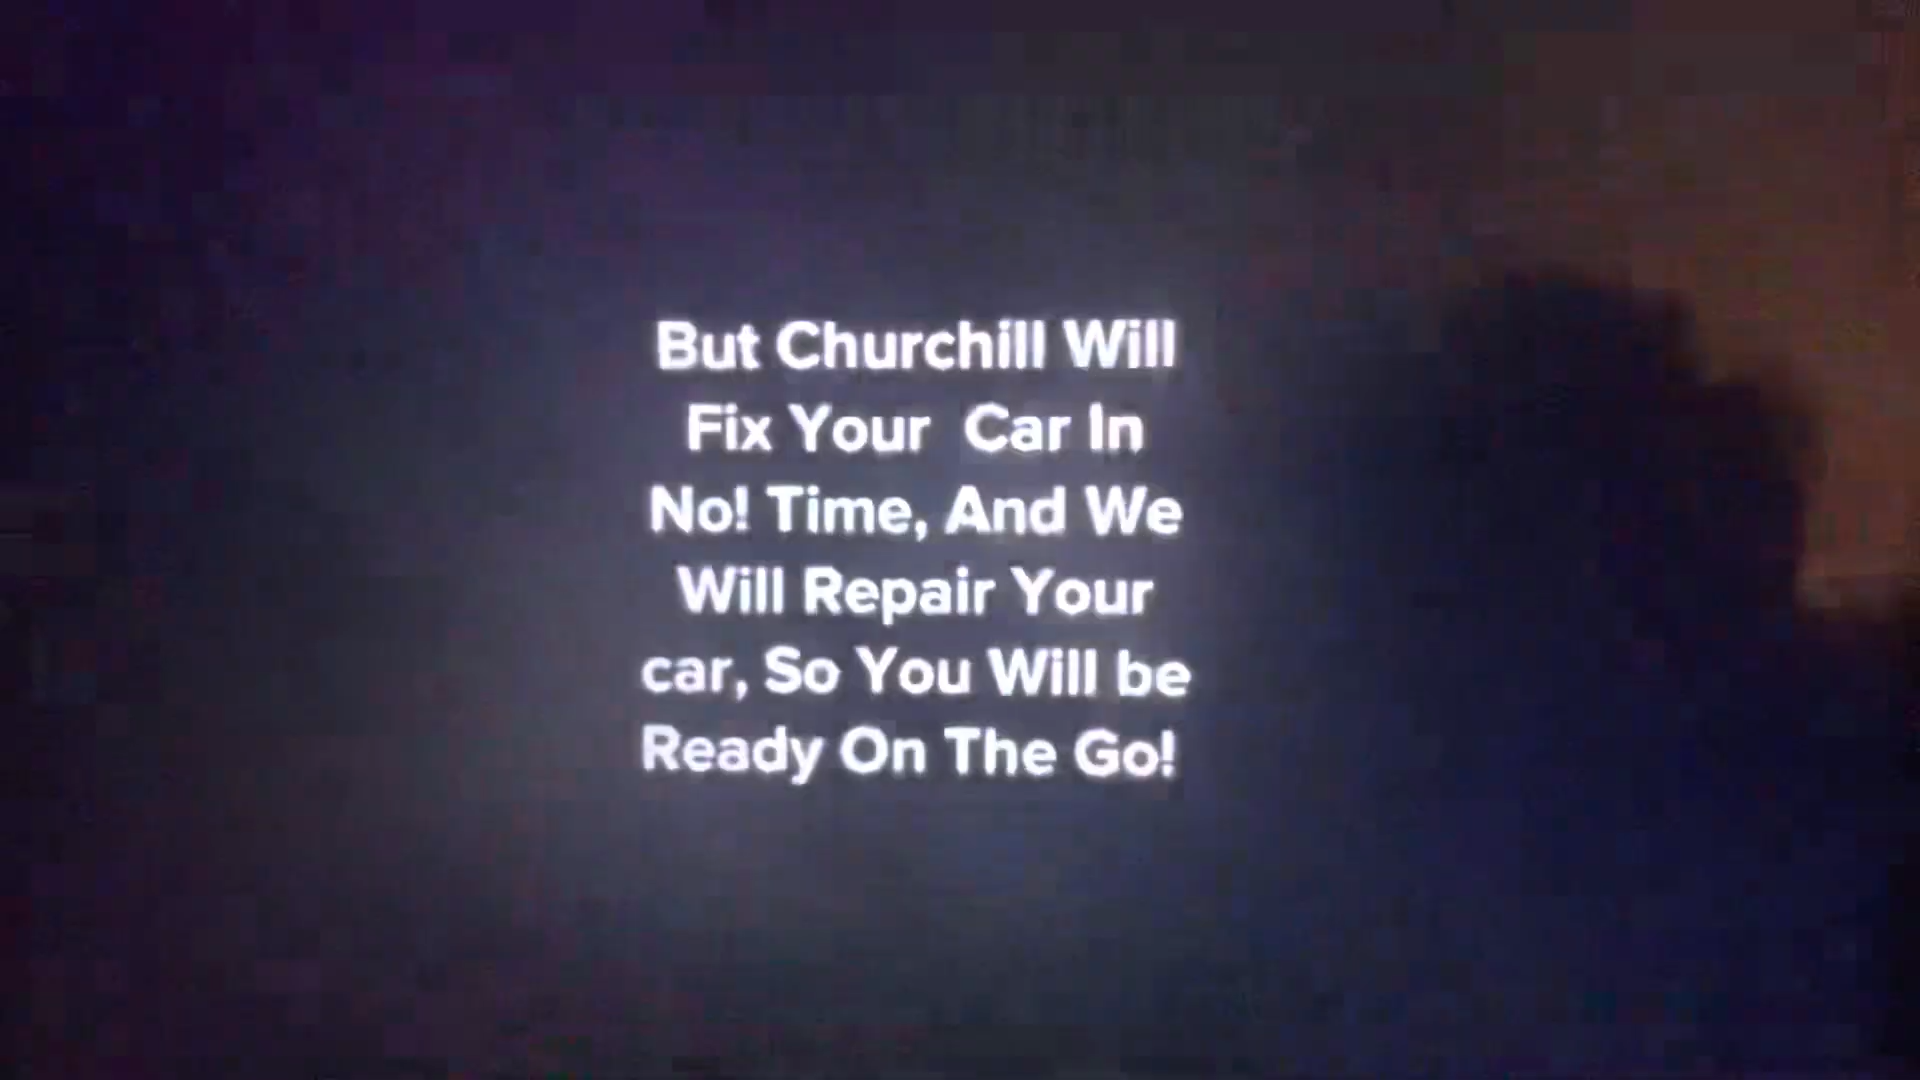 But Churchill Will
Fix Your  Car In
No! Time, And We
Will Repair Your
car, So You Will be
Ready On The Go!